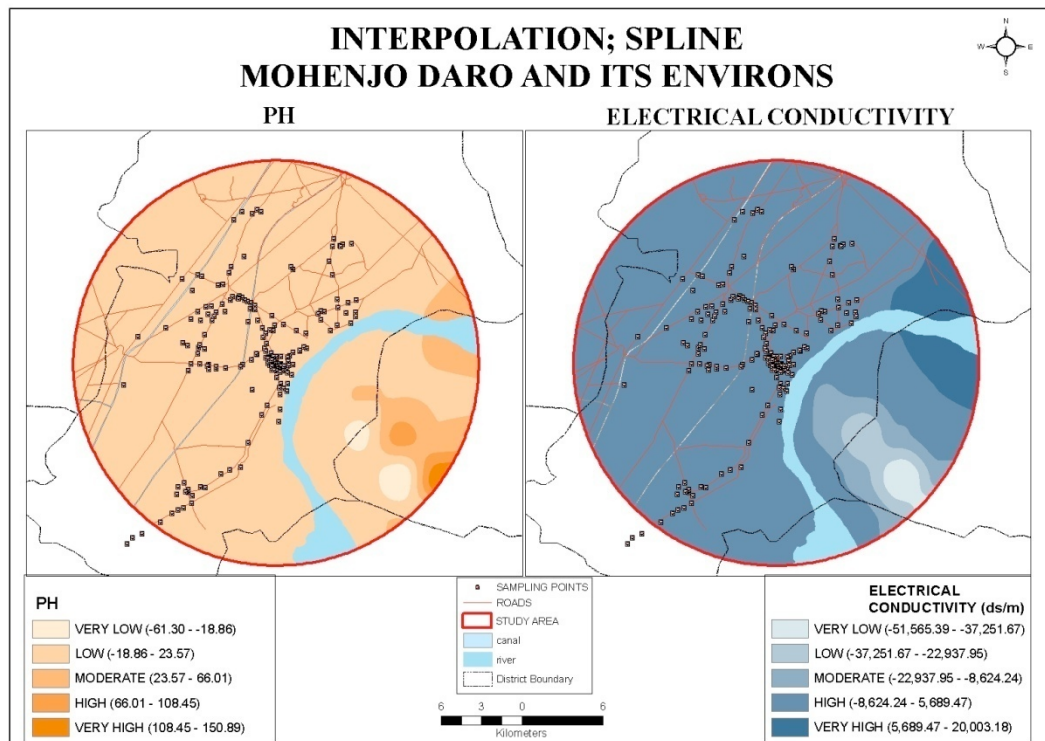 INTERPOLATION; SPLINE
MOHENJO DARO AND ITS ENVIRONS
N
W E
S
PH
ELECTRICAL CONDUCTIVITY
PH
VERY LOW (-61.30 - -18.86)
LOW (-18.86 - 23.57)
MODERATE (23.57 - 66.01)
HIGH (66.01 - 108.45)
VERY HIGH (108.45 - 150.89)
SAMPLING POINTS
ROADS
STUDY AREA
canal
river
District Boundary
6 3 0 6
Kilometers
ELECTRICAL
CONDUCTIVITY (ds/m)
VERY LOW (-51,565.39 - -37,251.67)
LOW (-37,251.67 - -22,937.95)
MODERATE (-22,937.95 - -8,624.24)
HIGH (-8,624.24 - 5,689.47)
VERY HIGH (5,689.47 - 20,003.18)